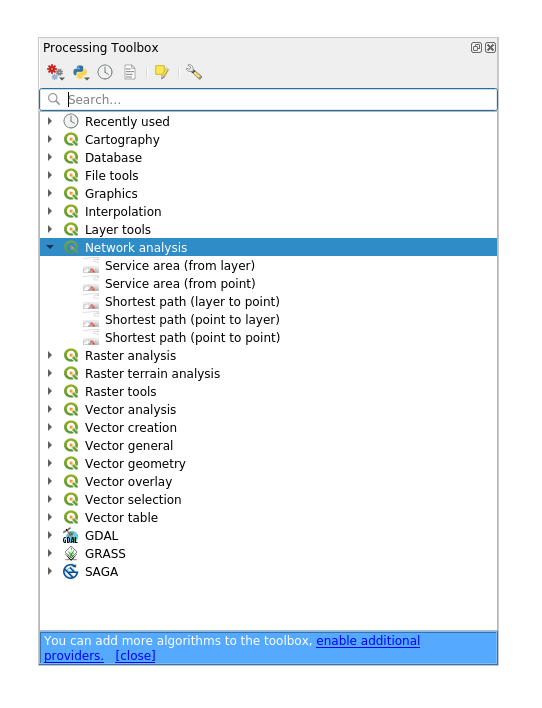 Processing Toolbox
Search...
Recently used
Cartography
Database
File tools
Graphics
Interpolation
Layer tools
Network analysis
Service area (from layer)
Service area (from point)
Shortest path (layer to point)
Shortest path (point to layer)
Shortest path (point to point)
Raster analysis
Raster terrain analysis
Raster tools
Vector analysis
Vector creation
Vector general
Vector geometry
Vector overlay
Vector selection
Vector table
GDAL GDAL
GRASS
SAGA
You can add more algorithms to the toolbox, enable additional
providers. [close]